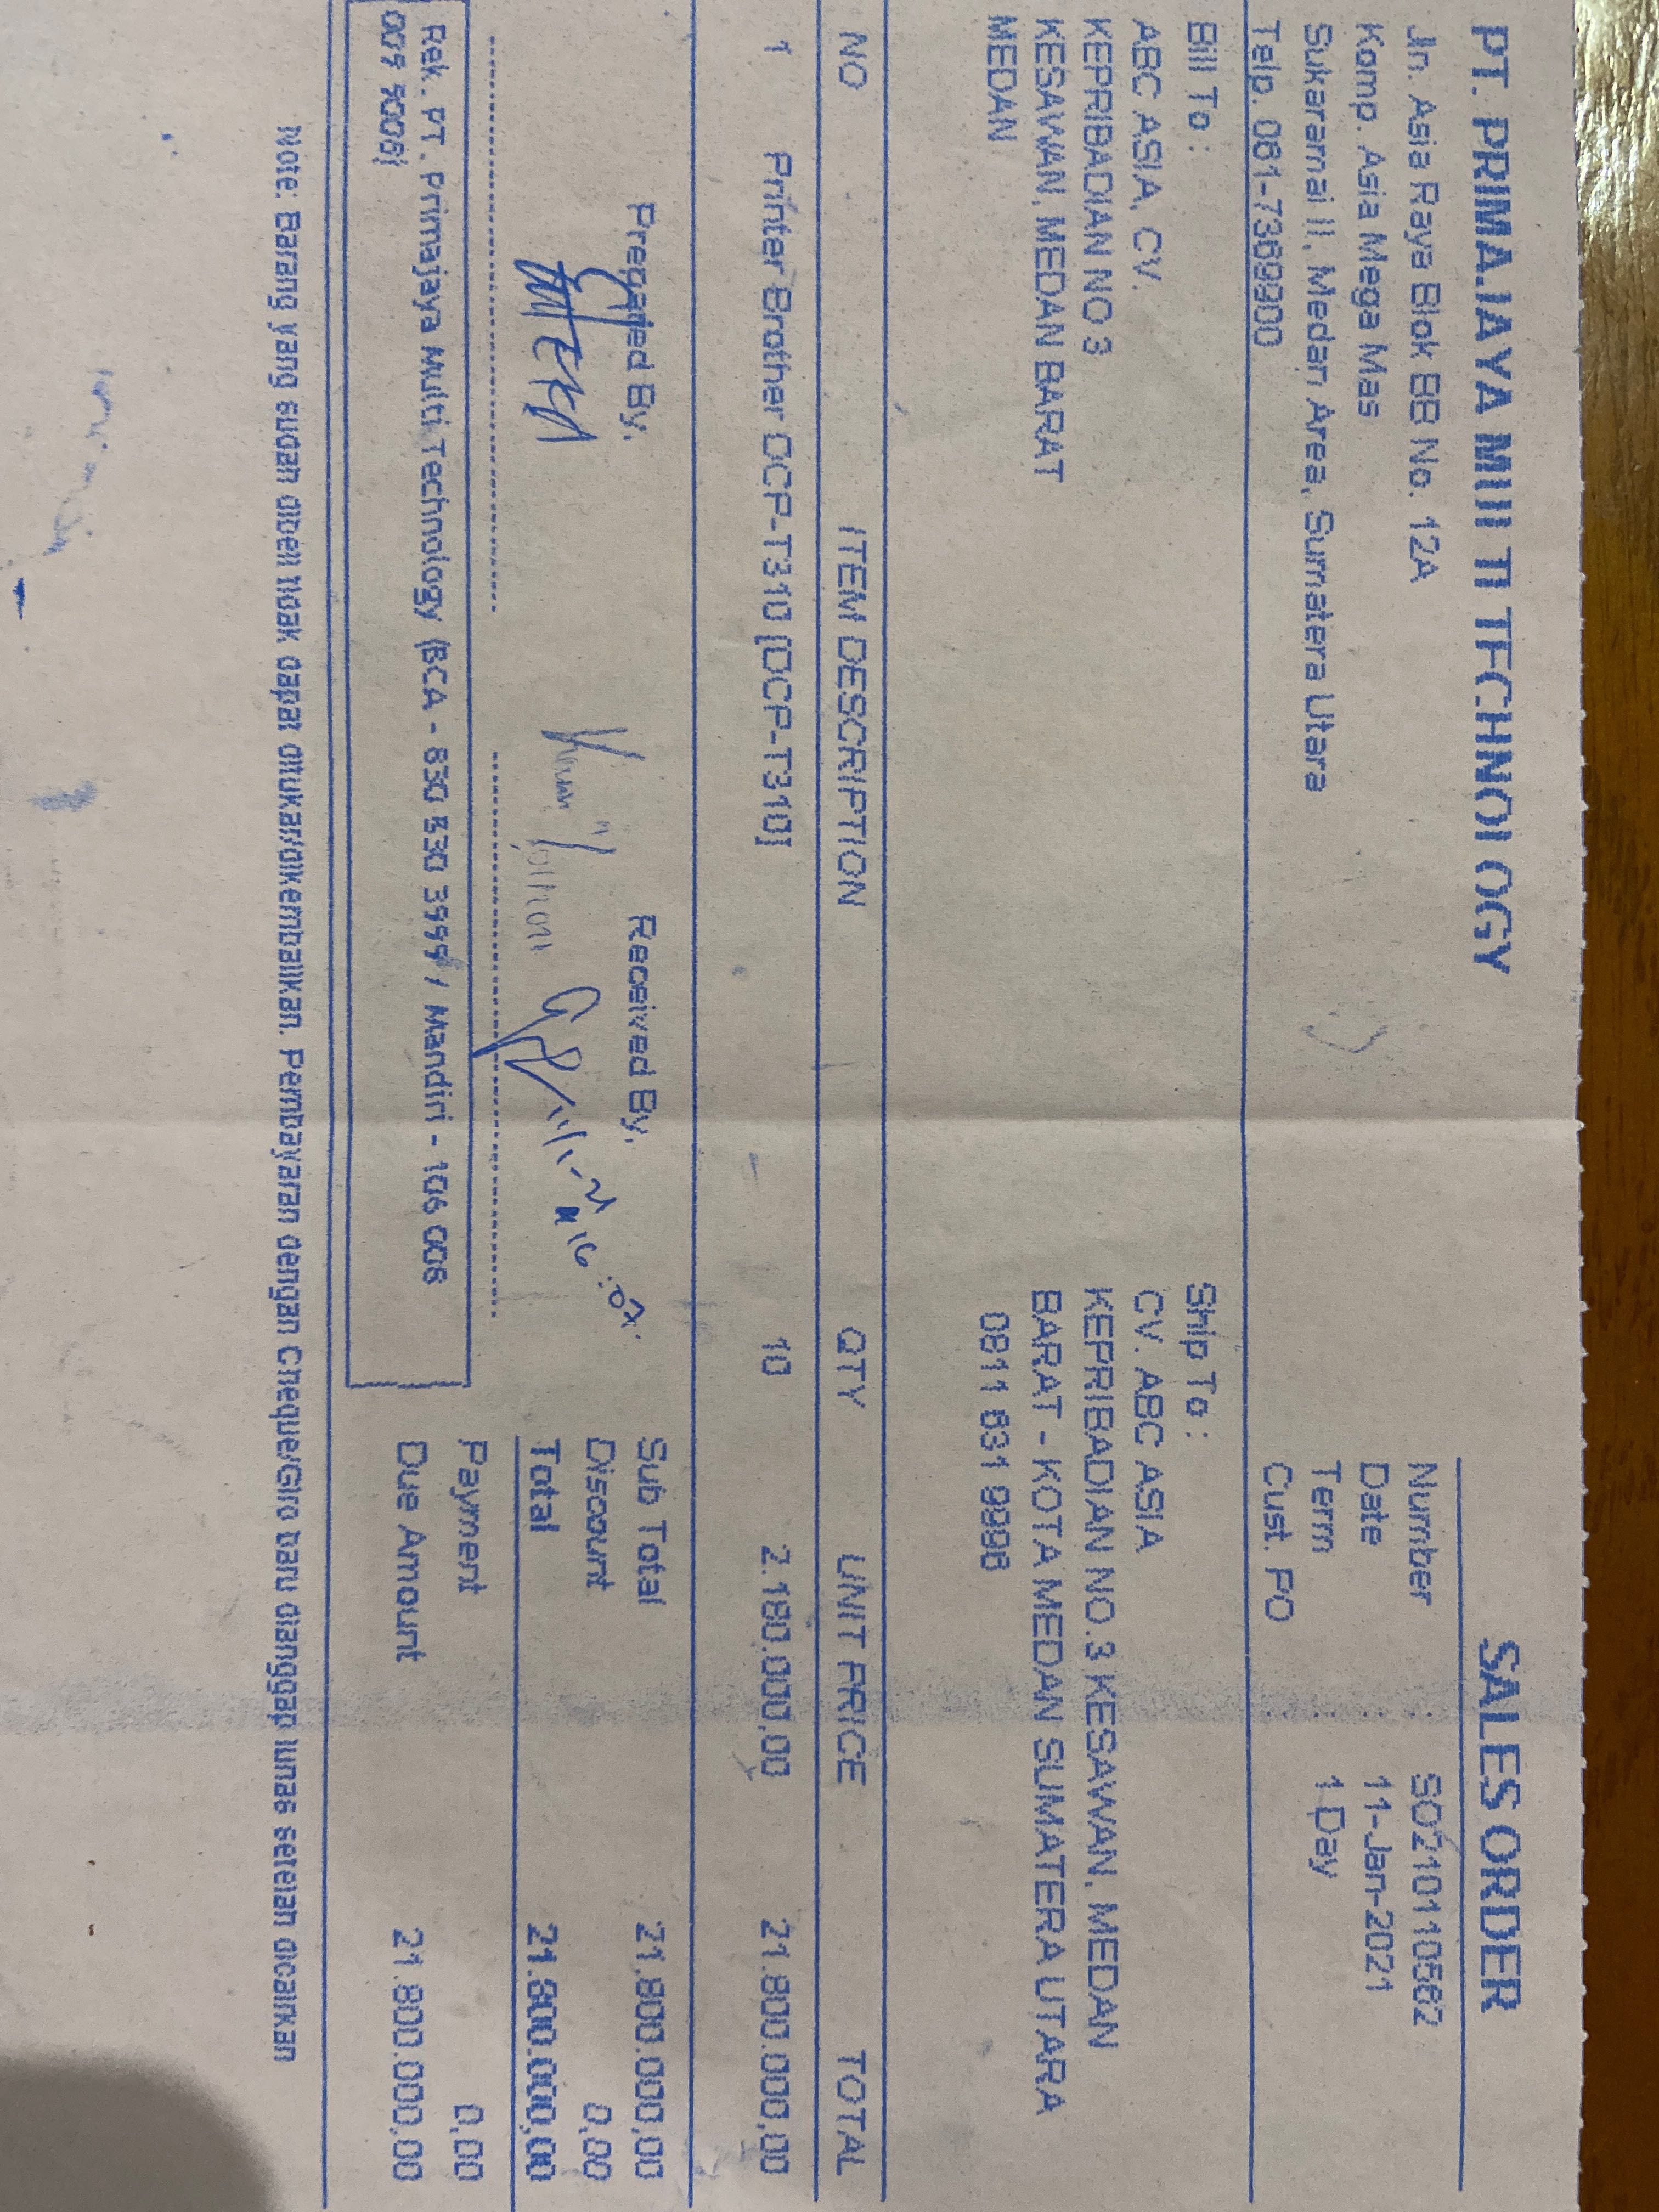 PT. PRIMAJAYA MULTI TECHNOLOGY
SALES ORDER
Jln. Asia Raya Blok BB No. 12A
Komp. Asia Mega Mas
Sukaramai II, Medan Area, Sumatera Utara
Telp. 061-7369900
Number : SO2101110562
Date : 11-Jan-2021
Term : 1 Day
Cust. PO :
Bill To :
ABC ASIA, CV.
KEPRIBADIAN NO 3
KESAWAN, MEDAN BARAT
MEDAN
Ship To :
CV. ABC ASIA
KEPRIBADIAN NO.3 KESAWAN, MEDAN
BARAT - KOTA MEDAN SUMATERA UTARA
0811 631 9998
NO ITEM DESCRIPTION QTY UNIT PRICE TOTAL
1 Printer Brother DCP-T310 [DCP-T310] 10 2.180.000,00 21.800.000,00
Prepared By,
Received By,
Sub Total 21.800.000,00
Discount 0,00
Total 21.800.000,00
Payment 0,00
Due Amount 21.800.000,00
Rek. PT. Primajaya Multi Technology (BCA - 830 530 3999 / Mandiri - 106 008
0079 9008)
Note: Barang yang sudah dibeli tidak dapat ditukar/dikembalikan. Pembayaran dengan Cheque/Giro baru dianggap lunas setelah dicairkan